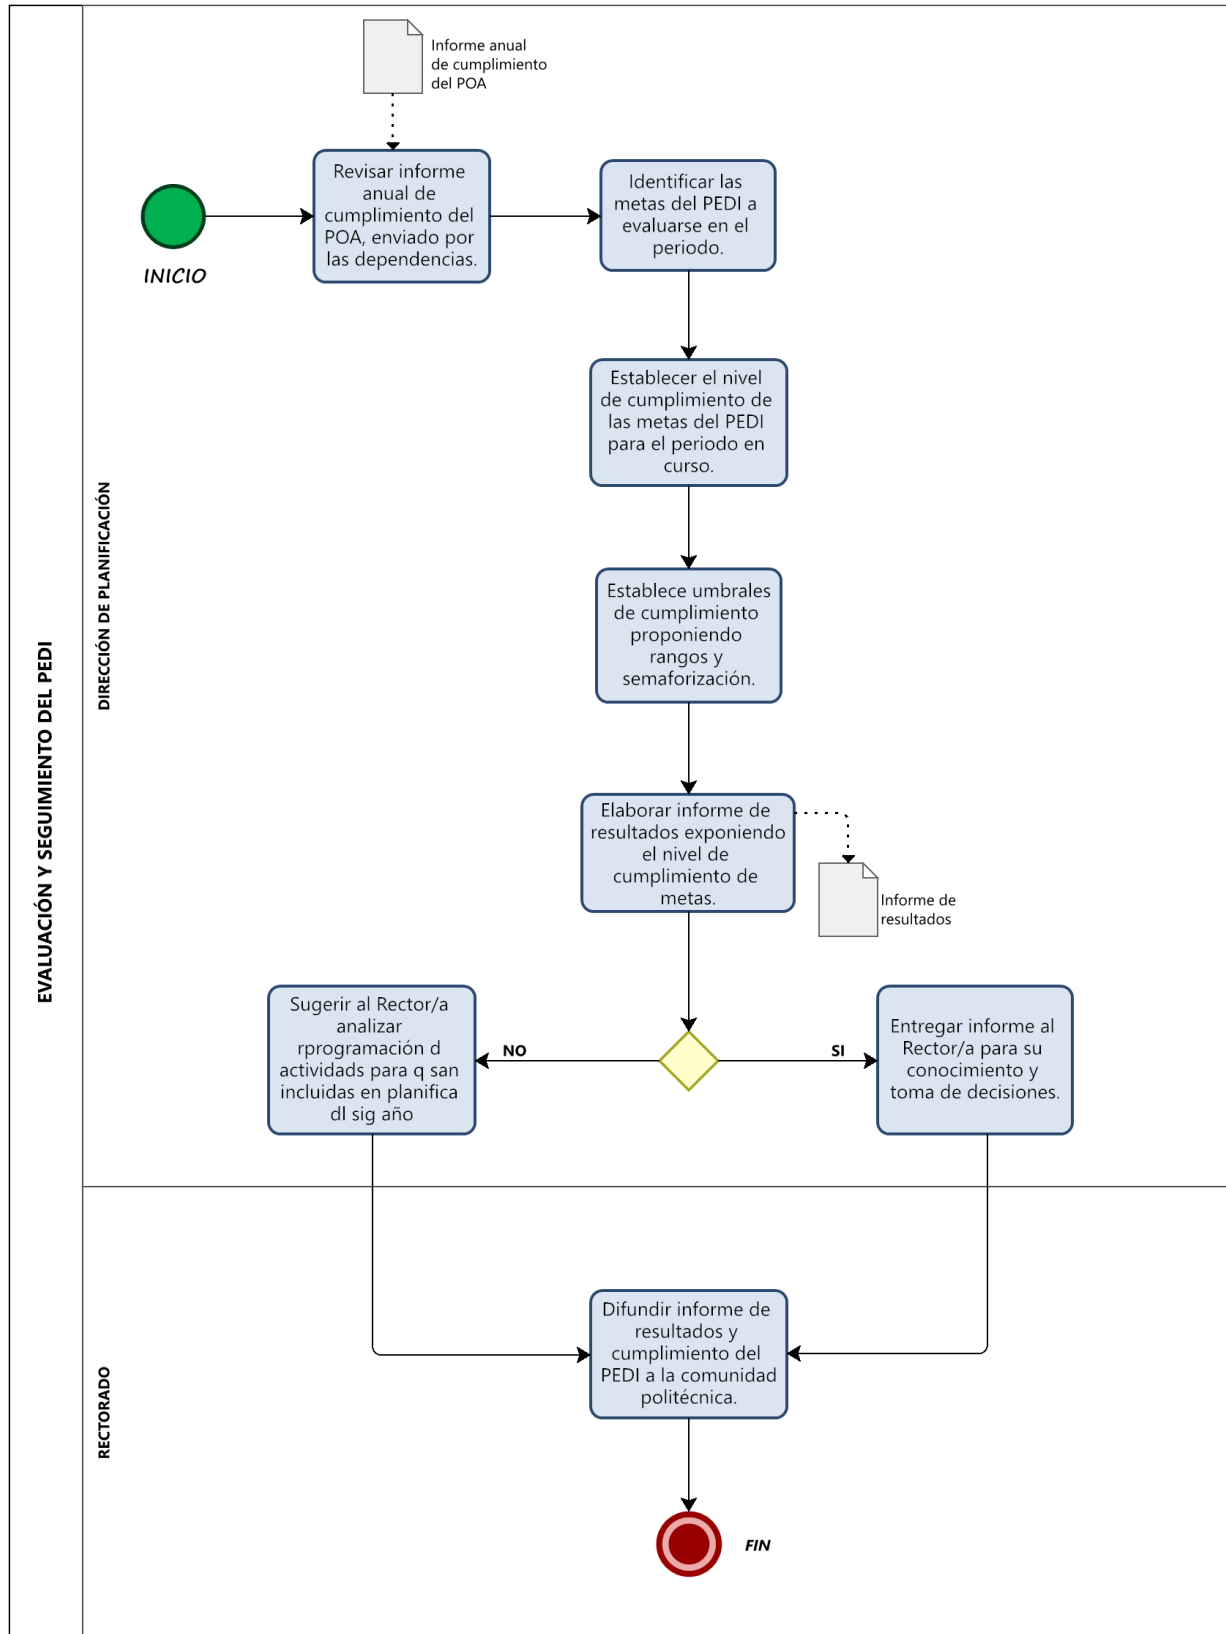 EVALUACIÓN Y SEGUIMIENTO DEL PEDI
DIRECCIÓN DE PLANIFICACIÓN
Informe anual
de cumplimiento
del POA
INICIO
Revisar informe
anual de
cumplimiento del
POA, enviado por
las dependencias.
Identificar las
metas del PEDI a
evaluarse en el
periodo.
Establecer el nivel
de cumplimiento de
las metas del PEDI
para el periodo en
curso.
Establece umbrales
de cumplimiento
proponiendo
rangos y
semaforización.
Elaborar informe de
resultados exponiendo
el nivel de
cumplimiento de
metas.
Informe de
resultados
Sugerir al Rector/a
analizar
rprogramación d
actividads para q san
incluidas en planifica
dl sig año
NO
SI
Entregar informe al
Rector/a para su
conocimiento y
toma de decisiones.
RECTORADO
Difundir informe de
resultados y
cumplimiento del
PEDI a la comunidad
politécnica.
FIN